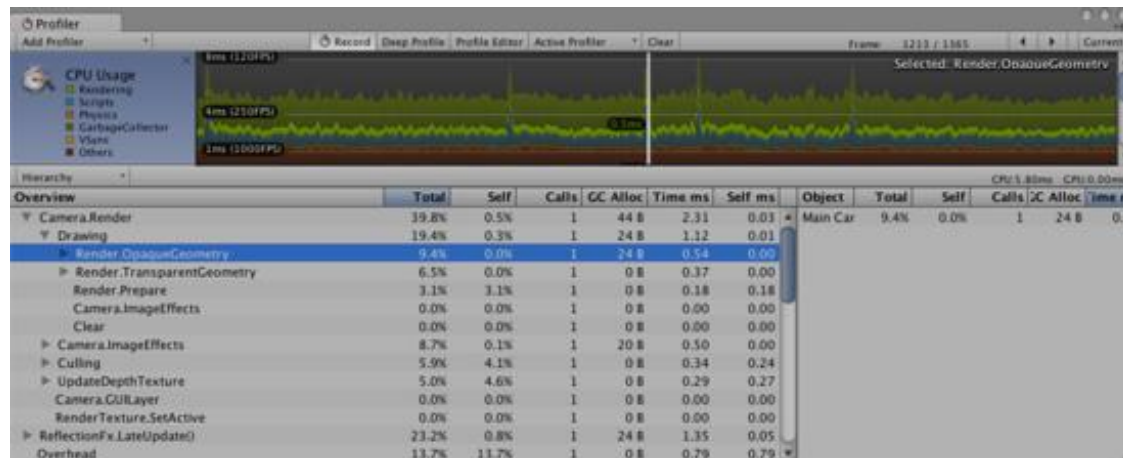 Profiler
Add Profiler Record Deep Profile Profile Editor Active Profiler Clear Frame: 1213 / 1365 Current
CPU Usage
Rendering
Scripts
Physics
GarbageCollector
VSync
Others
8ms (120FPS)
4ms (250FPS)
1ms (1000FPS)
0.5ms
Selected: Render.OpaqueGeometry
Hierarchy CPU:5.80ms
Overview Total Self Calls GC Alloc Time ms Self ms Object Total Self Calls GC Alloc Time
Camera.Render 39.8% 0.5% 1 44 B 2.31 0.03 Main Car 9.4% 0.0% 1 24 B 0.
Drawing 19.4% 0.3% 1 24 B 1.12 0.01
Render.OpaqueGeometry 9.4% 0.0% 1 24 B 0.54 0.00
Render.TransparentGeometry 6.5% 0.0% 1 0 B 0.37 0.00
Render.Prepare 3.1% 3.1% 1 0 B 0.18 0.18
Camera.ImageEffects 0.0% 0.0% 1 0 B 0.00 0.00
Clear 0.0% 0.0% 1 0 B 0.00 0.00
Camera.ImageEffects 8.7% 0.1% 1 20 B 0.50 0.00
Culling 5.9% 4.1% 1 0 B 0.34 0.24
UpdateDepthTexture 5.0% 4.6% 1 0 B 0.29 0.27
Camera.GUILayer 0.0% 0.0% 1 0 B 0.00 0.00
RenderTexture.SetActive 0.0% 0.0% 1 0 B 0.00 0.00
ReflectionFx.LateUpdate() 23.2% 0.8% 1 24 B 1.35 0.05
Overhead 13.7% 13.7% 1 0 B 0.79 0.79